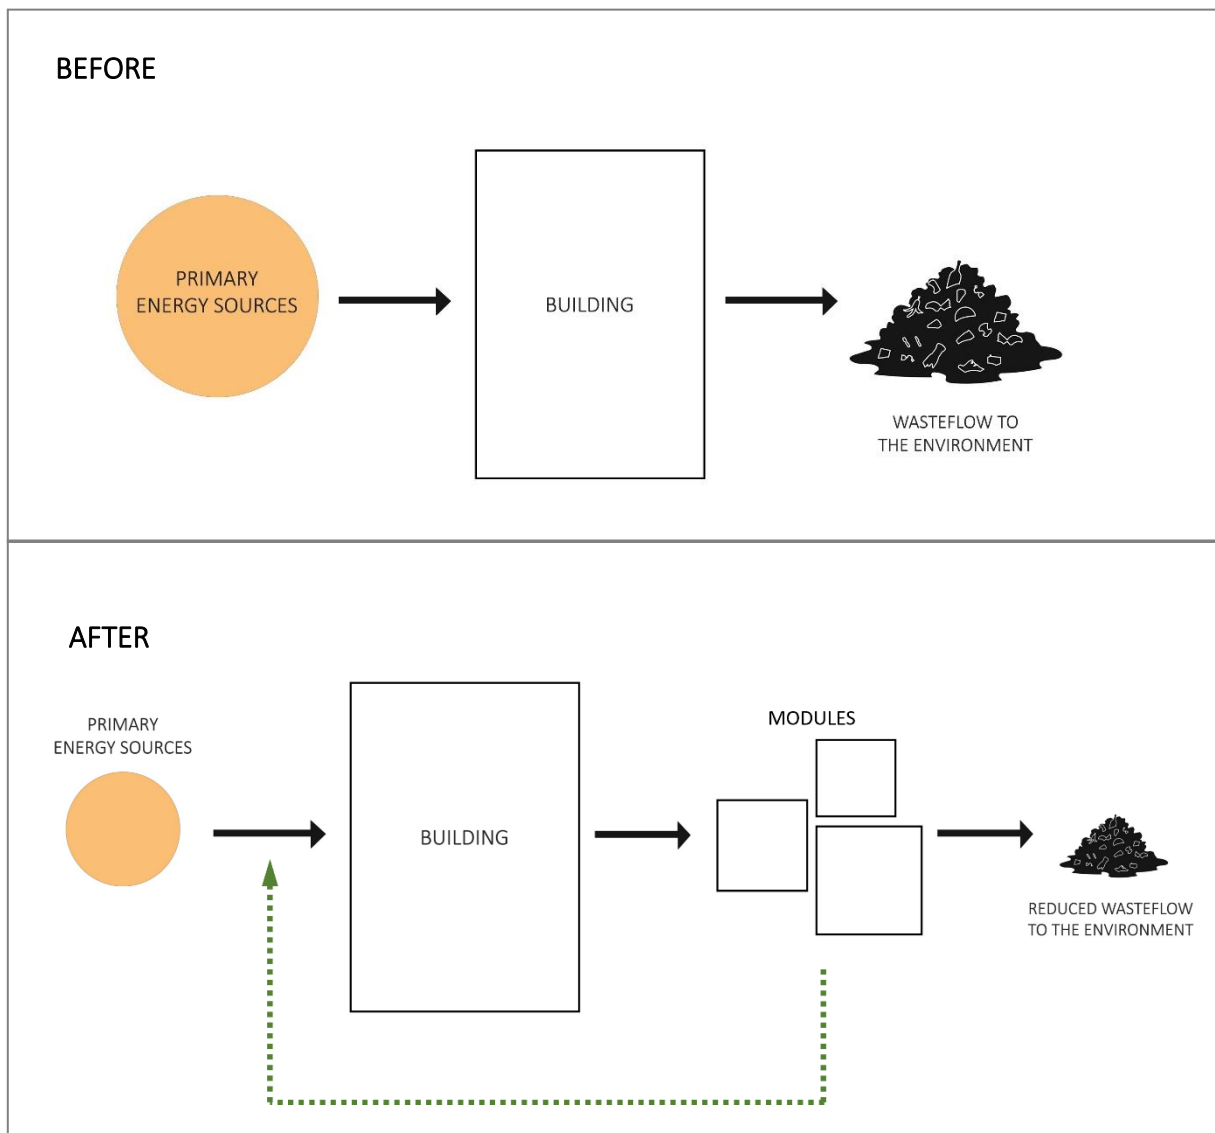 BEFORE
PRIMARY
ENERGY SOURCES
BUILDING
WASTEFLOW TO
THE ENVIRONMENT
AFTER
PRIMARY
ENERGY SOURCES
BUILDING
MODULES
REDUCED WASTEFLOW
TO THE ENVIRONMENT